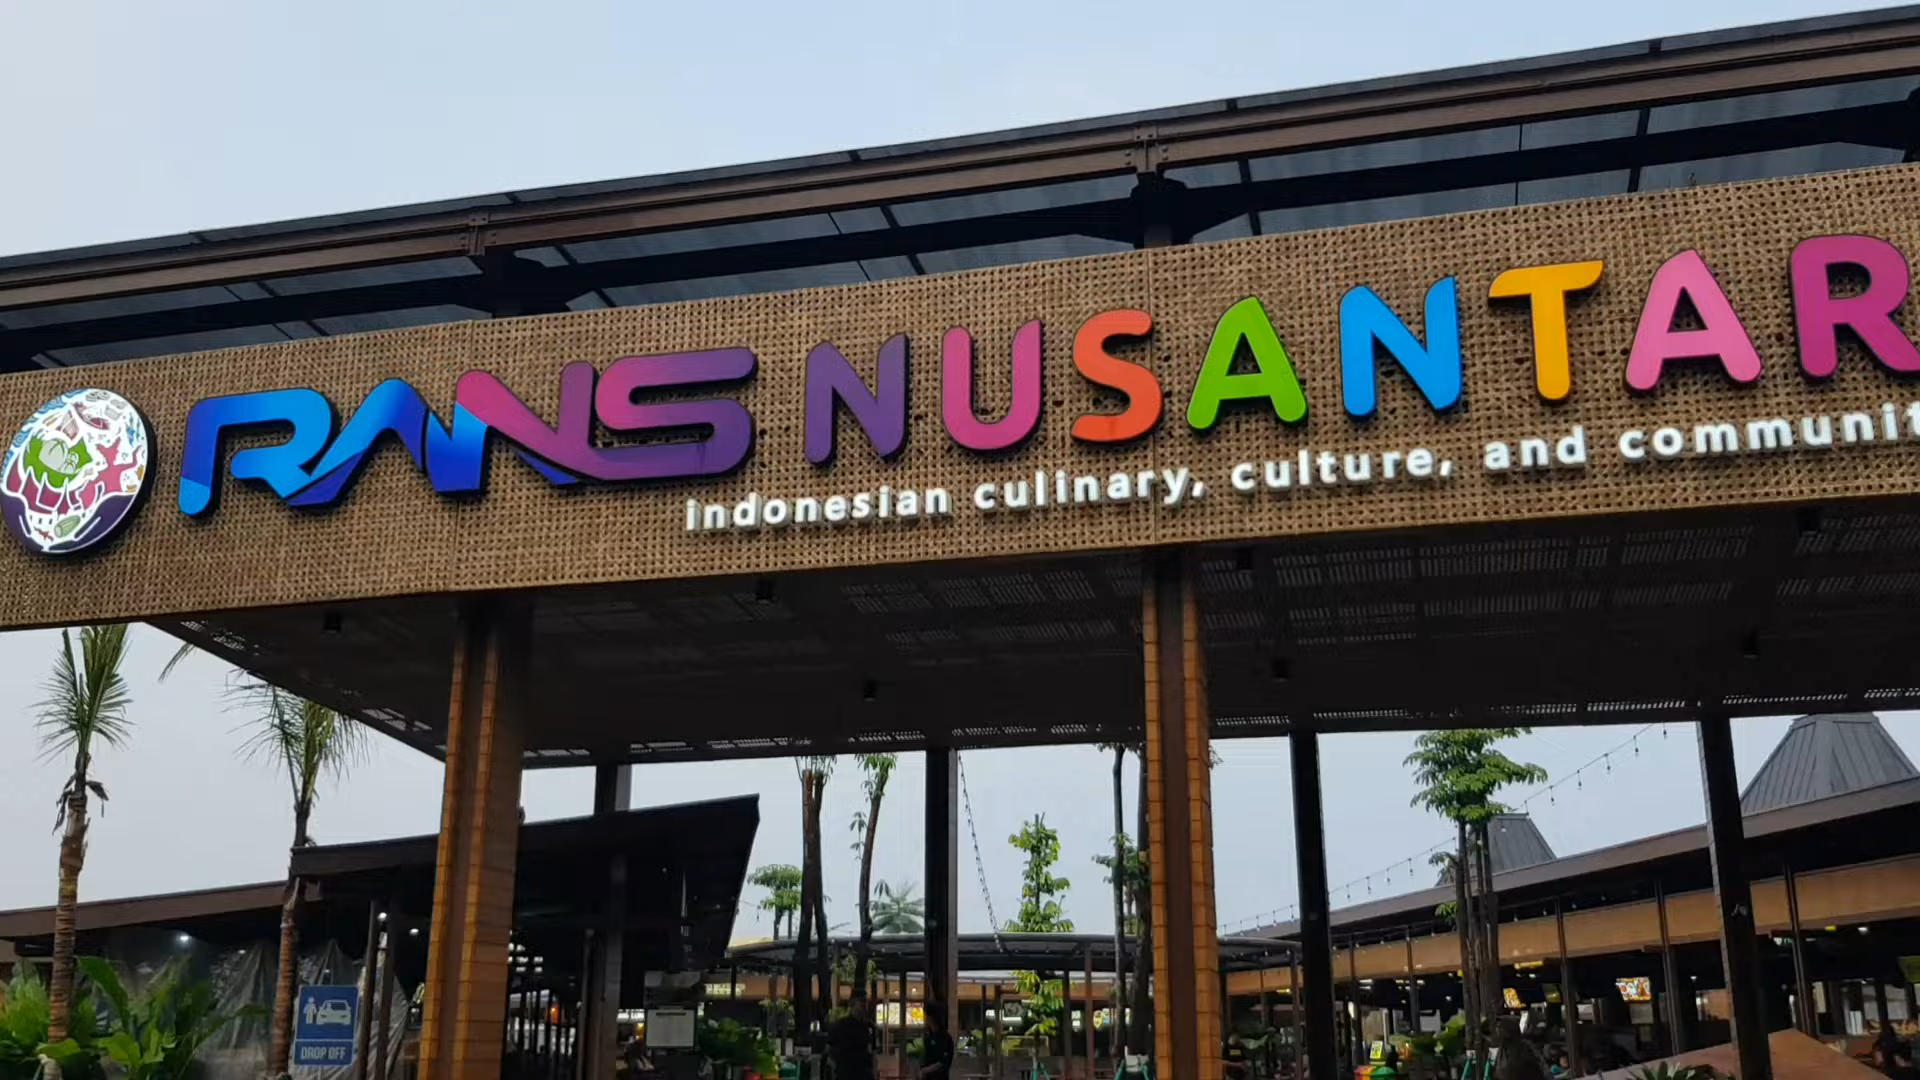 RANS NUSANTAR
indonesian culinary, culture, and communit
DROP OFF